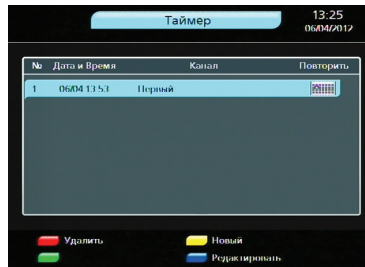 Таймер
13:25
06/04/2012
№ Дата и Время Канал Повторить
1 06/04 13:53 Первый
Удалить Новый
Редактировать